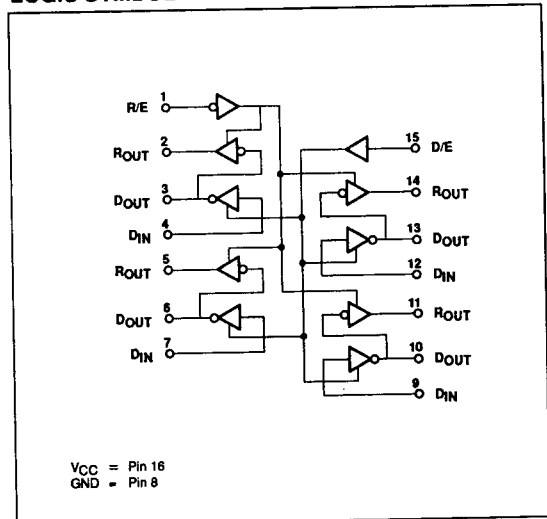 R/E 1
ROUT 2
DOUT 3
DIN 4
ROUT 5
DOUT 6
DIN 7
15 D/E
14 ROUT
13 DOUT
12 DIN
11 ROUT
10 DOUT
9 DIN
VCC = Pin 16
GND = Pin 8